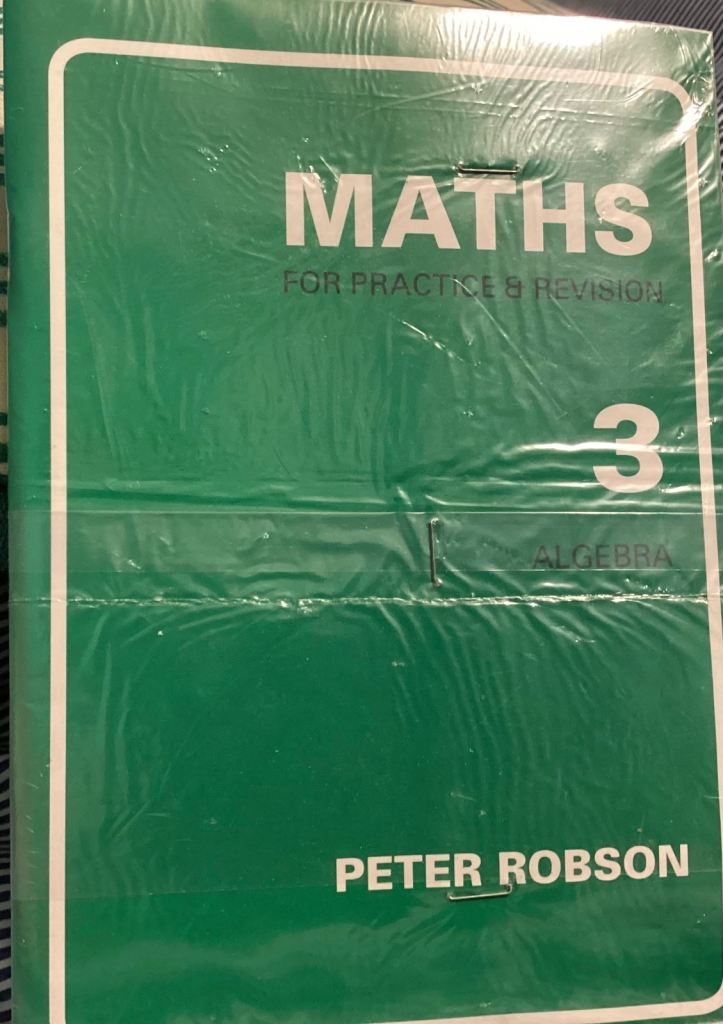 MATHS
FOR PRACTICE & REVISION
3
ALGEBRA
PETER ROBSON